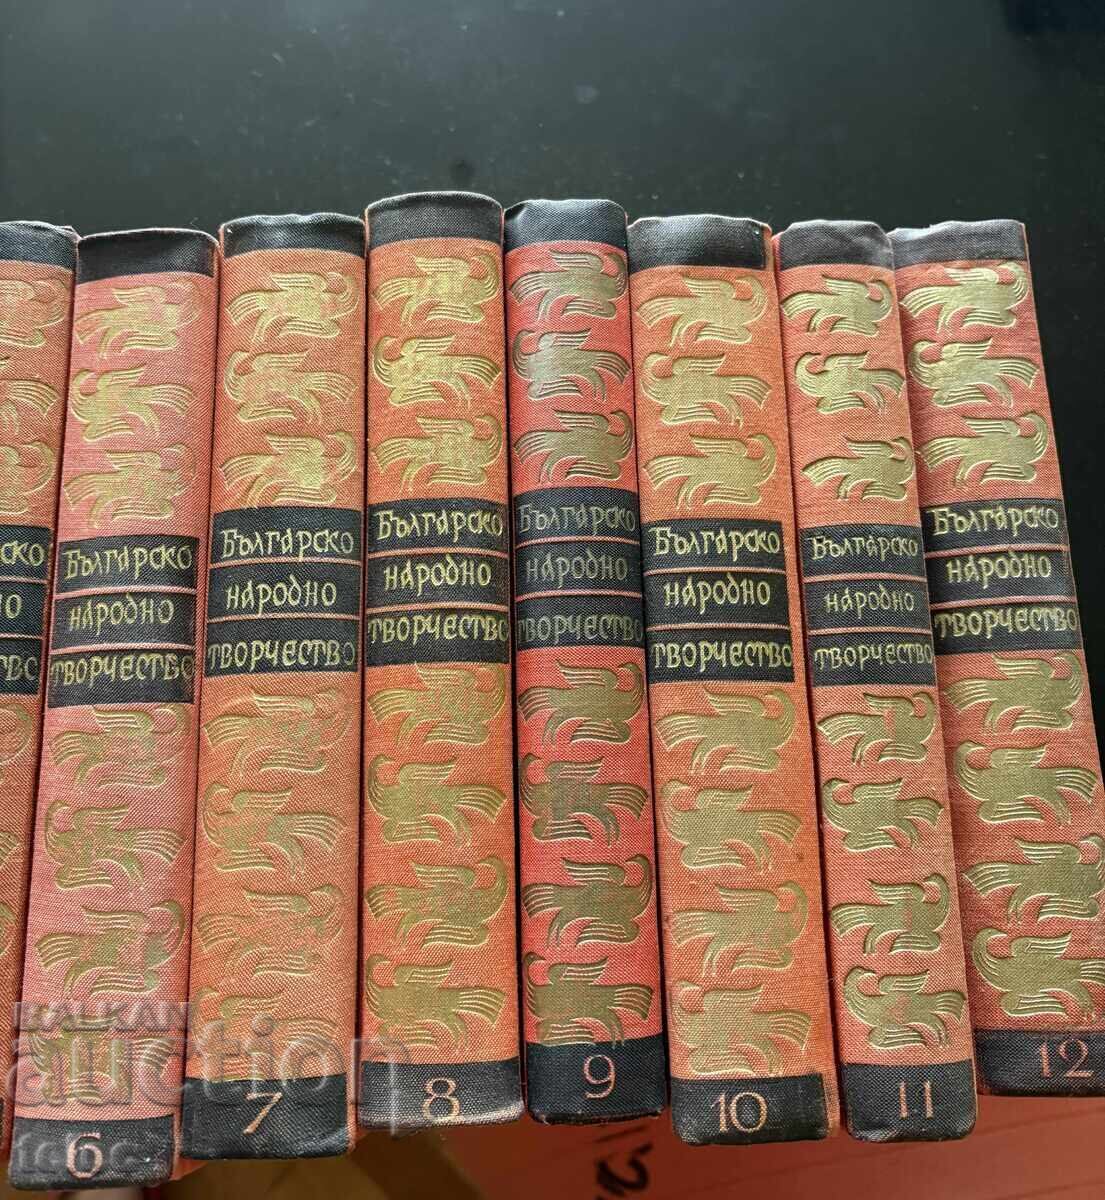 Българско
народно
творчество
6
Българско
народно
творчество
7
Българско
народно
творчество
8
Българско
народно
творчество
9
Българско
народно
творчество
10
Българско
народно
творчество
11
Българско
народно
творчество
12
BALKAN
auction